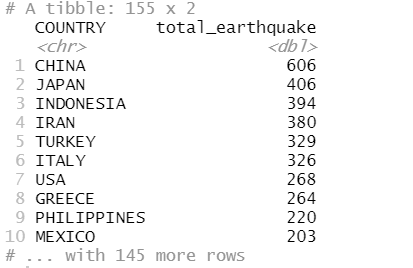 # A tibble: 155 x 2
COUNTRY total_earthquake
<chr> <dbl>
1 CHINA 606
2 JAPAN 406
3 INDONESIA 394
4 IRAN 380
5 TURKEY 329
6 ITALY 326
7 USA 268
8 GREECE 264
9 PHILIPPINES 220
10 MEXICO 203
# ... with 145 more rows